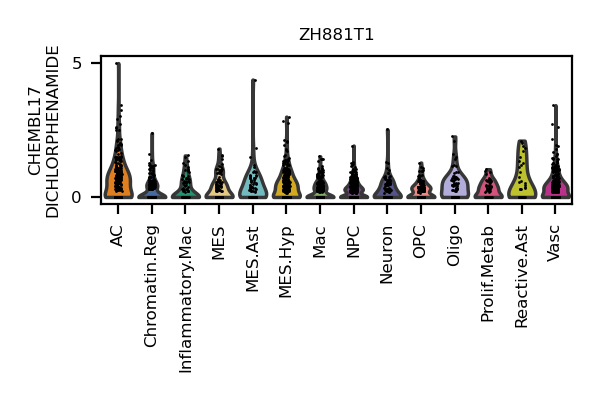 ZH881T1
CHEMBL17
DICHLORPHENAMIDE
5
0
AC
Chromatin.Reg
Inflammatory.Mac
MES
MES.Ast
MES.Hyp
Mac
NPC
Neuron
OPC
Oligo
Prolif.Metab
Reactive.Ast
Vasc